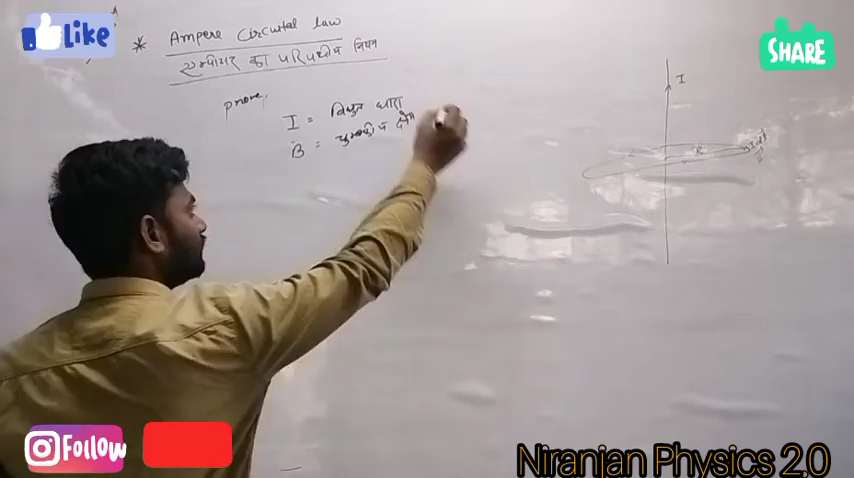 Like
* Ampere Circuital law
एम्पीयर का परिपथीय नियम
SHARE
prove,
I = विधुत धारा
B = चुम्बकीय क्षेत्र
I
R
Follow
Niranjan Physics 2.0